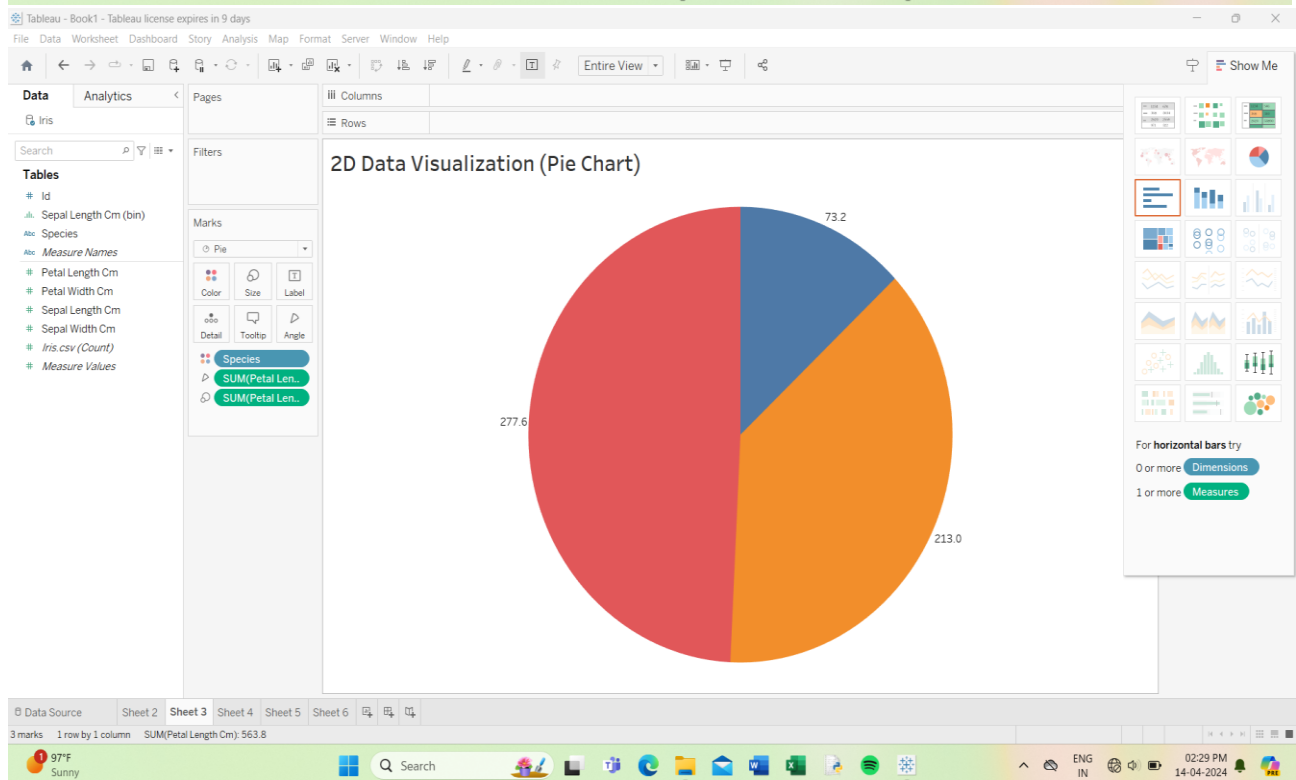 Tableau - Book1 - Tableau license expires in 9 days
File Data Worksheet Dashboard Story Analysis Map Format Server Window Help
Entire View
Show Me
Data Analytics
Pages
iii Columns
Iris
Rows
Search
Filters
2D Data Visualization (Pie Chart)
Tables
Id
Sepal Length Cm (bin)
Abc Species
Abc Measure Names
# Petal Length Cm
# Petal Width Cm
# Sepal Length Cm
# Sepal Width Cm
# Iris.csv (Count)
# Measure Values
Marks
Pie
Color Size Label
Detail Tooltip Angle
Species
SUM(Petal Len..
SUM(Petal Len..
73.2
277.6
213.0
For horizontal bars try
0 or more Dimensions
1 or more Measures
Data Source Sheet 2 Sheet 3 Sheet 4 Sheet 5 Sheet 6
3 marks 1 row by 1 column SUM(Petal Length Cm): 563.8
1
97°F
Sunny
Search
ENG
IN
02:29 PM
14-04-2024
PRE